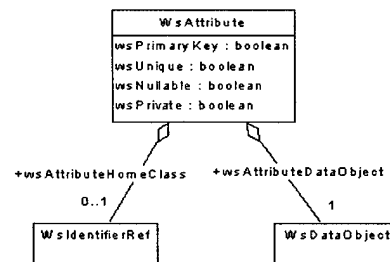 WsAttribute
wsPrimaryKey : boolean
wsUnique : boolean
wsNullable : boolean
wsPrivate : boolean
+wsAttributeHomeClass
+wsAttributeDataObject
0..1
1
WsIdentifierRef
WsDataObject